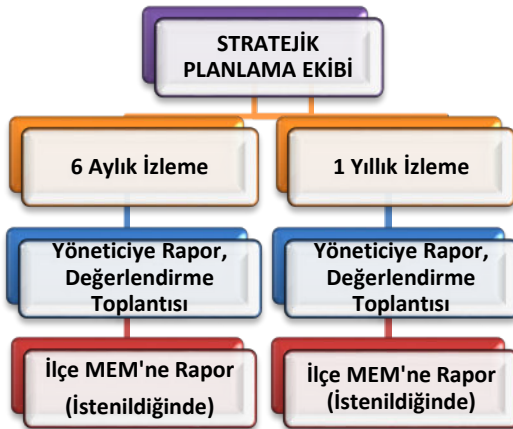 STRATEJİK
PLANLAMA EKİBİ
6 Aylık İzleme
1 Yıllık İzleme
Yöneticiye Rapor,
Değerlendirme
Toplantısı
Yöneticiye Rapor,
Değerlendirme
Toplantısı
İlçe MEM'ne Rapor
(İstenildiğinde)
İlçe MEM'ne Rapor
(İstenildiğinde)